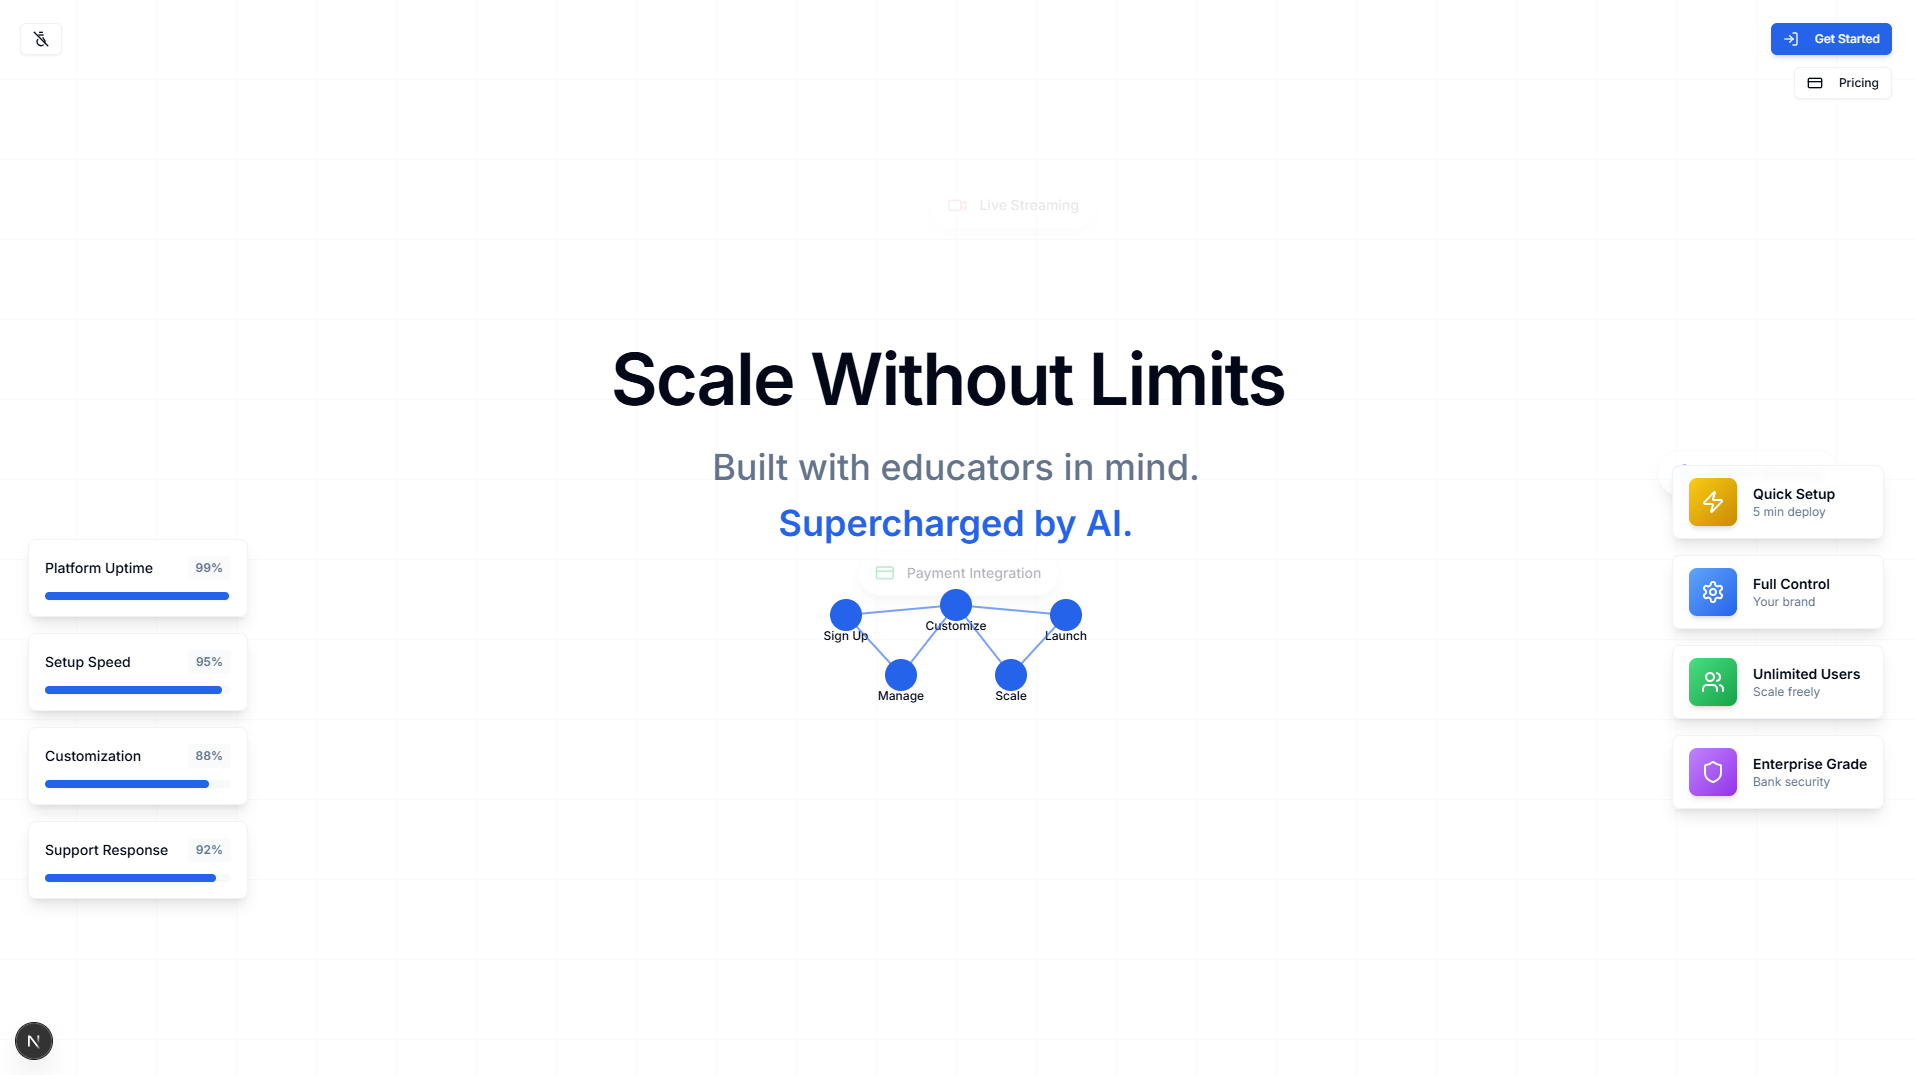 Get Started
Pricing
Live Streaming
Scale Without Limits
Built with educators in mind.
Supercharged by AI.
Payment Integration
Sign Up
Customize
Launch
Manage
Scale
Platform Uptime 99%
Setup Speed 95%
Customization 88%
Support Response 92%
Quick Setup
5 min deploy
Full Control
Your brand
Unlimited Users
Scale freely
Enterprise Grade
Bank security
N